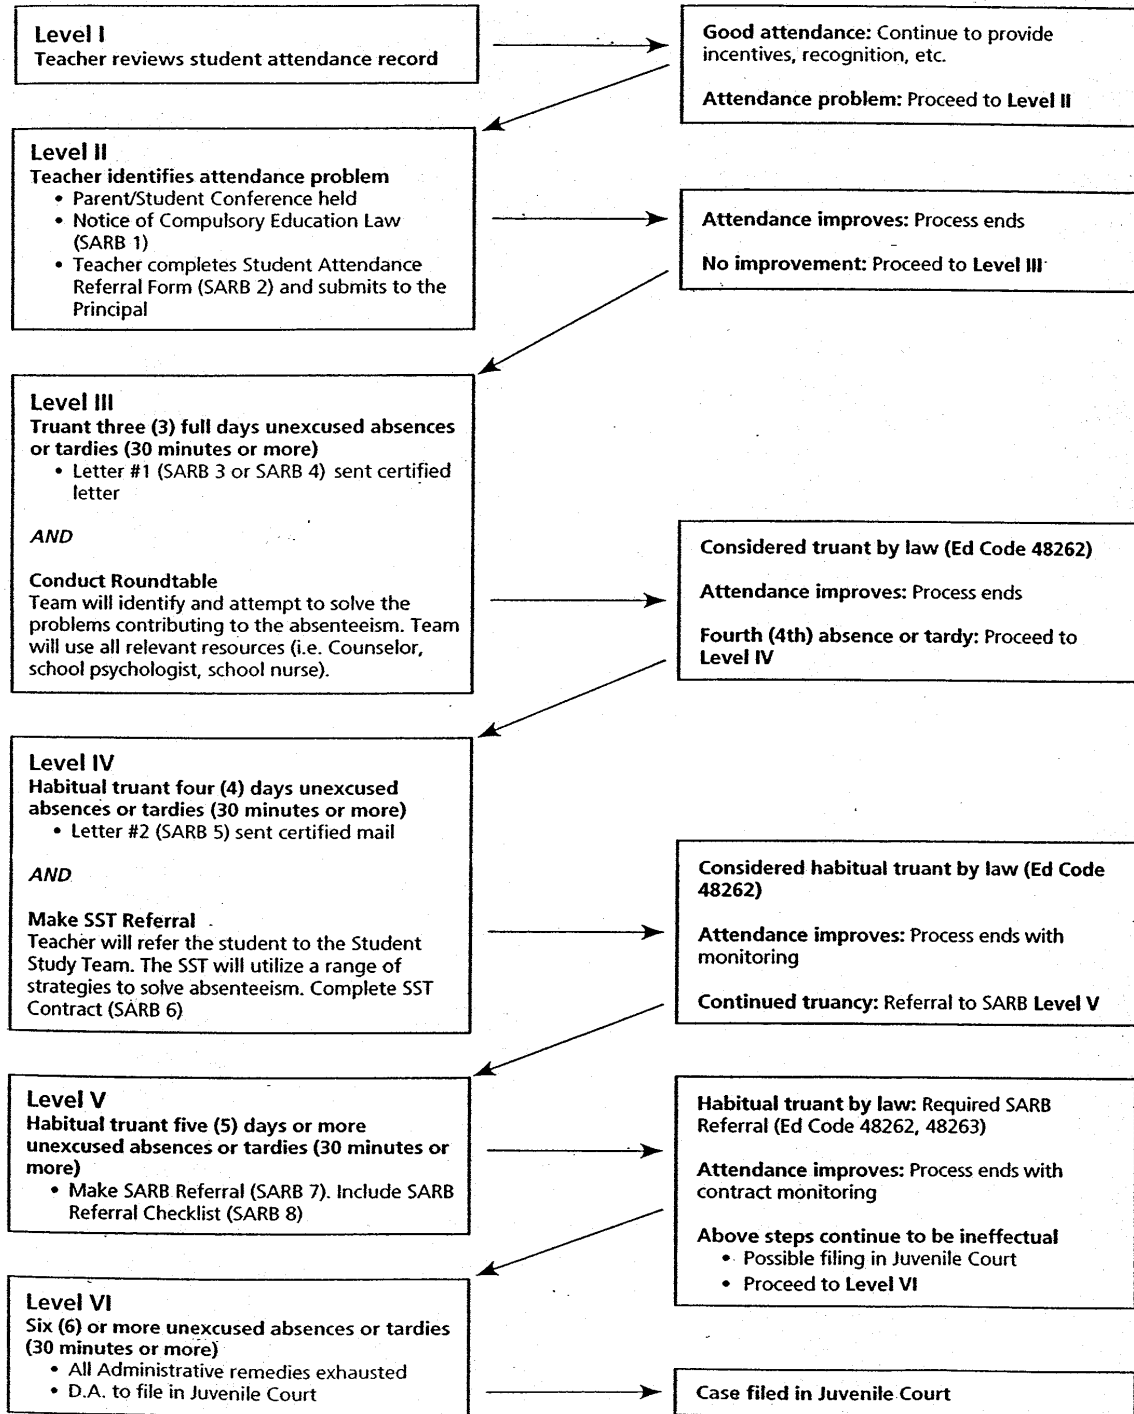 Level I
Teacher reviews student attendance record
Good attendance: Continue to provide
incentives, recognition, etc.
Attendance problem: Proceed to Level II
Level II
Teacher identifies attendance problem
• Parent/Student Conference held
• Notice of Compulsory Education Law
(SARB 1)
• Teacher completes Student Attendance
Referral Form (SARB 2) and submits to the
Principal
Attendance improves: Process ends
No improvement: Proceed to Level III
Level III
Truant three (3) full days unexcused absences
or tardies (30 minutes or more)
• Letter #1 (SARB 3 or SARB 4) sent certified
letter
AND
Conduct Roundtable
Team will identify and attempt to solve the
problems contributing to the absenteeism. Team
will use all relevant resources (i.e. Counselor,
school psychologist, school nurse).
Considered truant by law (Ed Code 48262)
Attendance improves: Process ends
Fourth (4th) absence or tardy: Proceed to
Level IV
Level IV
Habitual truant four (4) days unexcused
absences or tardies (30 minutes or more)
• Letter #2 (SARB 5) sent certified mail
AND
Make SST Referral
Teacher will refer the student to the Student
Study Team. The SST will utilize a range of
strategies to solve absenteeism. Complete SST
Contract (SARB 6)
Considered habitual truant by law (Ed Code
48262)
Attendance improves: Process ends with
monitoring
Continued truancy: Referral to SARB Level V
Level V
Habitual truant five (5) days or more
unexcused absences or tardies (30 minutes or
more)
• Make SARB Referral (SARB 7). Include SARB
Referral Checklist (SARB 8)
Habitual truant by law: Required SARB
Referral (Ed Code 48262, 48263)
Attendance improves: Process ends with
contract monitoring
Above steps continue to be ineffectual
• Possible filing in Juvenile Court
• Proceed to Level VI
Level VI
Six (6) or more unexcused absences or tardies
(30 minutes or more)
• All Administrative remedies exhausted
• D.A. to file in Juvenile Court
Case filed in Juvenile Court